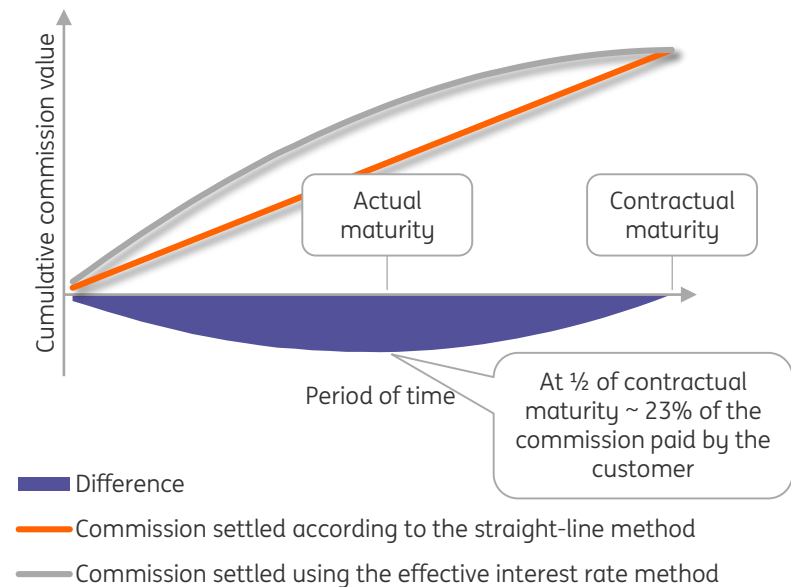 Cumulative commission value
Actual
maturity
Contractual
maturity
Period of time
At ½ of contractual
maturity ~ 23% of the
commission paid by the
customer
Difference
Commission settled according to the straight-line method
Commission settled using the effective interest rate method